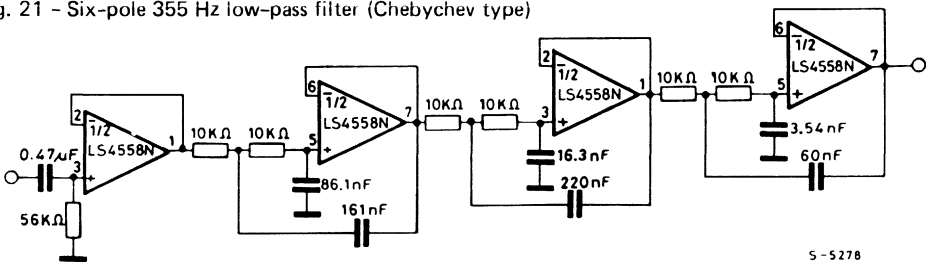 g. 21 – Six-pole 355 Hz low-pass filter (Chebychev type)
6
1/2
LS4558N
7
5
+
10KΩ 10KΩ
3.54nF
60nF
2
1/2
LS4558N
1
3
+
10KΩ 10KΩ
16.3nF
220nF
6
1/2
LS4558N
7
5
+
10KΩ 10KΩ
86.1nF
161nF
2
1/2
LS4558N
1
3
+
0.47µF
56KΩ
S-5278